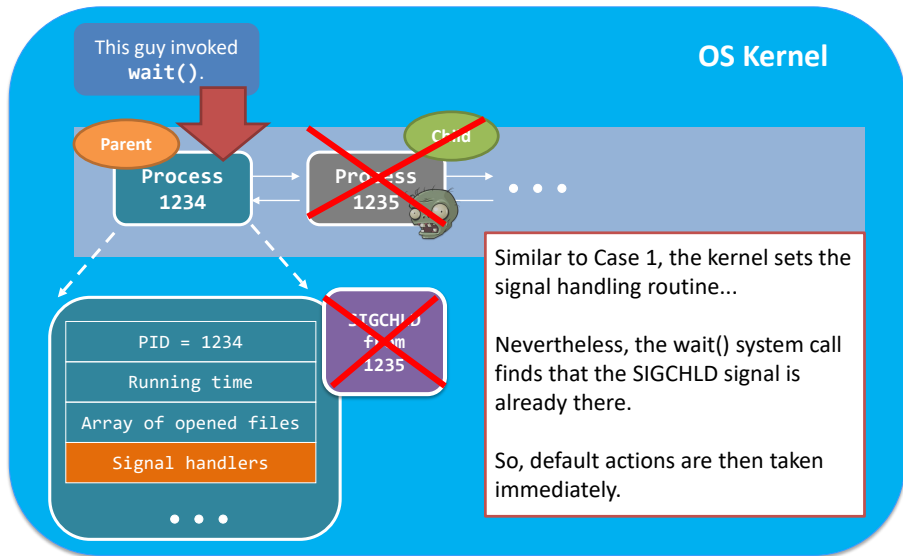 This guy invoked
wait().
OS Kernel
Parent
Child
Process
1234
Process
1235
• • •
SIGCHLD
from
1235
PID = 1234
Running time
Array of opened files
Signal handlers
• • •
Similar to Case 1, the kernel sets the
signal handling routine...
Nevertheless, the wait() system call
finds that the SIGCHLD signal is
already there.
So, default actions are then taken
immediately.